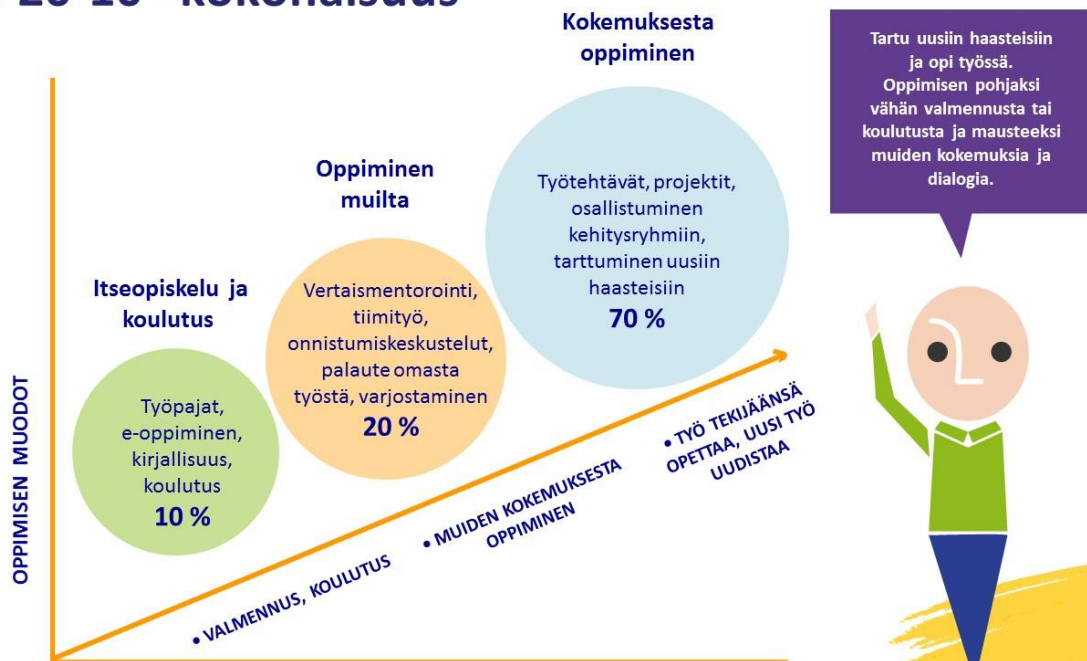 20-10 -kokonaisuus
Kokemuksesta
oppiminen
Työtehtävät, projektit,
osallistuminen
kehitysryhmiin,
tarttuminen uusiin
haasteisiin
70 %
Oppiminen
muilta
Vertaismentorointi,
tiimityö,
onnistumiskeskustelut,
palaute omasta
työstä, varjostaminen
20 %
Itseopiskelu ja
koulutus
Työpajat,
e-oppiminen,
kirjallisuus,
koulutus
10 %
OPPIMISEN MUODOT
• VALMENNUS, KOULUTUS
• MUIDEN KOKEMUKSESTA
OPPIMINEN
• TYÖ TEKIJÄÄNSÄ
OPETTAA, UUSI TYÖ
UUDISTAA
Tartu uusiin haasteisiin
ja opi työssä.
Oppimisen pohjaksi
vähän valmennusta tai
koulutusta ja mausteeksi
muiden kokemuksia ja
dialogia.